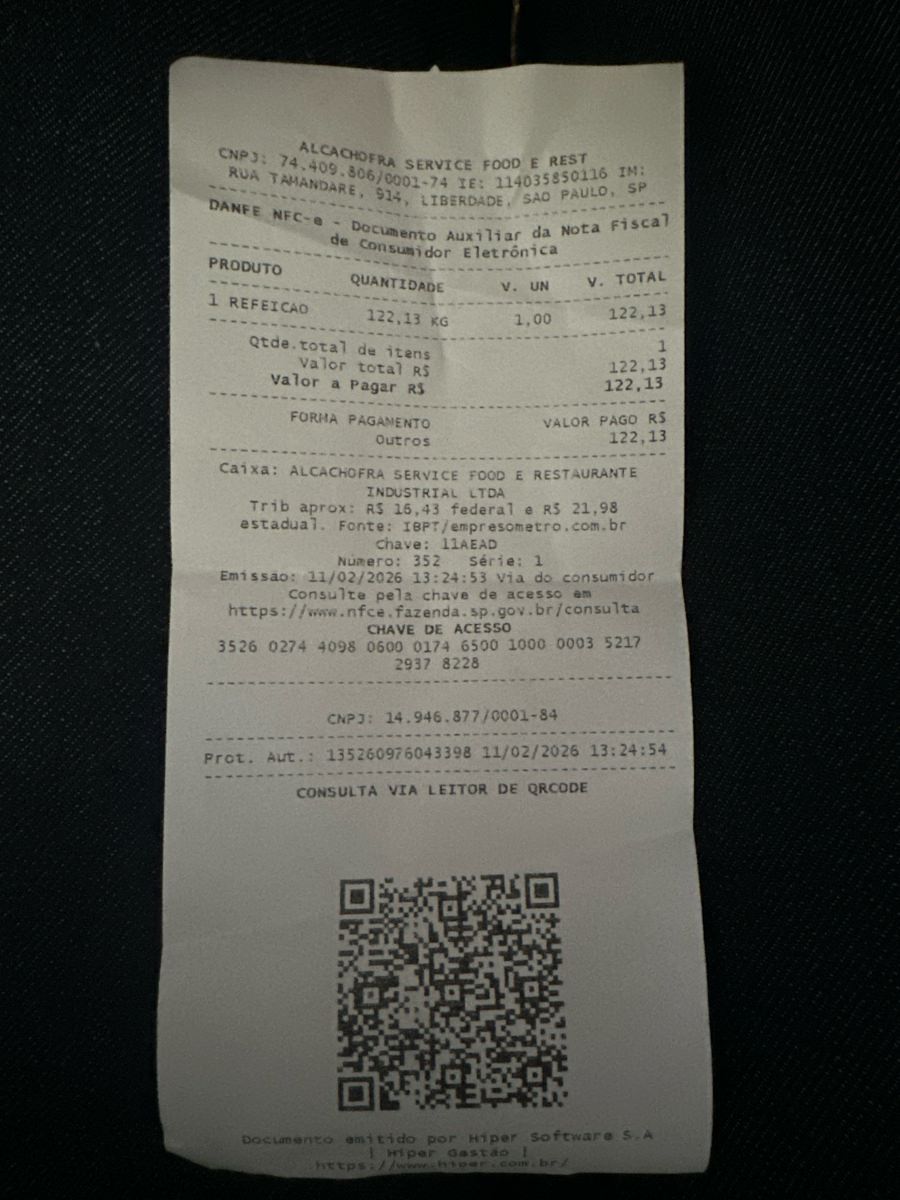 ALCACHOFRA SERVICE FOOD E REST
CNPJ: 74.409.806/0001-74 IE: 114035850116 IM:
RUA TAMANDARE, 914, LIBERDADE, SAO PAULO, SP
DANFE NFC-e - Documento Auxiliar da Nota Fiscal
de Consumidor Eletrônica
PRODUTO QUANTIDADE V. UN V. TOTAL
1 REFEICAO 122,13 KG 1,00 122,13
Qtde.total de itens 1
Valor total R$ 122,13
Valor a Pagar R$ 122,13
FORMA PAGAMENTO VALOR PAGO R$
Outros 122,13
Caixa: ALCACHOFRA SERVICE FOOD E RESTAURANTE
INDUSTRIAL LTDA
Trib aprox: R$ 16,43 federal e R$ 21,98
estadual. Fonte: IBPT/empresometro.com.br
Chave: 11AEAD
Número: 352 Série: 1
Emissão: 11/02/2026 13:24:53 Via do consumidor
Consulte pela chave de acesso em
https://www.nfce.fazenda.sp.gov.br/consulta
CHAVE DE ACESSO
3526 0274 4098 0600 0174 6500 1000 0003 5217
2937 8228
CNPJ: 14.946.877/0001-84
Prot. Aut.: 135260976043398 11/02/2026 13:24:54
CONSULTA VIA LEITOR DE QRCODE
Documento emitido por Hiper Software S.A
| Hiper Gestão |
https://www.hiper.com.br/